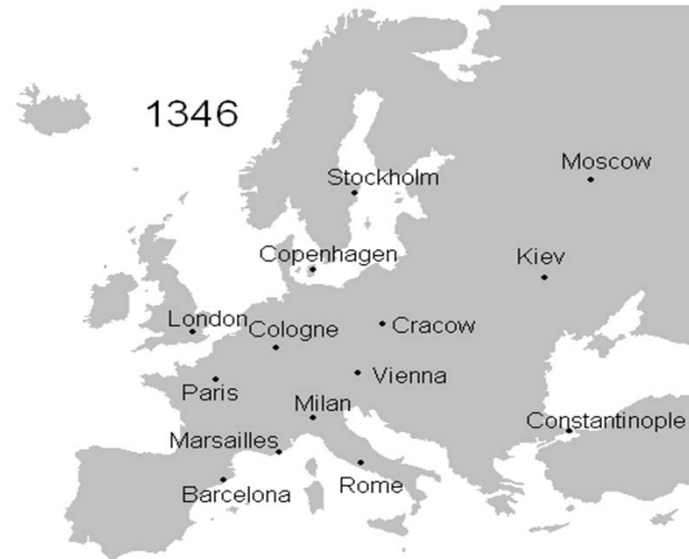 1346
Moscow
Stockholm
Copenhagen
Kiev
London
Cologne
Cracow
Paris
Vienna
Milan
Constantinople
Marsailles
Barcelona
Rome